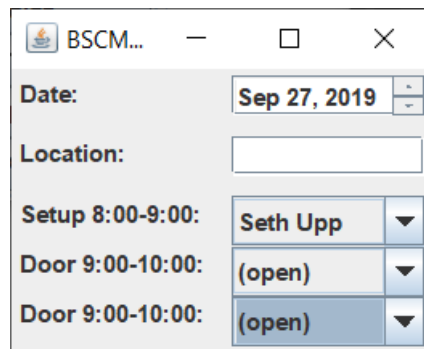 BSCM...
Date: Sep 27, 2019
Location:
Setup 8:00-9:00: Seth Upp
Door 9:00-10:00: (open)
Door 9:00-10:00: (open)